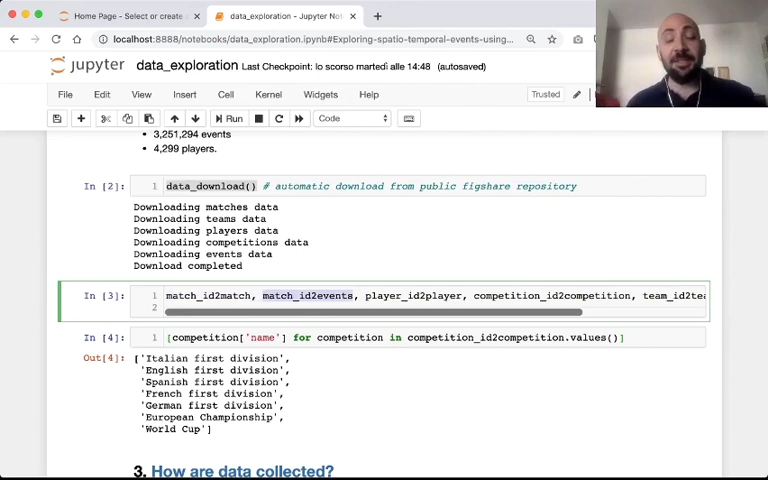 Home Page - Select or create
data_exploration - Jupyter Not
localhost:8888/notebooks/data_exploration.ipynb#Exploring-spatio-temporal-events-using...
jupyter data_exploration Last Checkpoint: lo scorso martedì alle 14:48 (autosaved)
File Edit View Insert Cell Kernel Widgets Help Trusted
Run Code
3,251,294 events
4,299 players.
In [2]: 1 data_download() # automatic download from public figshare repository
Downloading matches data
Downloading teams data
Downloading players data
Downloading competitions data
Downloading events data
Download completed
In [3]: 1 match_id2match, match_id2events, player_id2player, competition_id2competition, team_id2tea
2
In [4]: 1 [competition['name'] for competition in competition_id2competition.values()]
Out[4]: ['Italian first division',
'English first division',
'Spanish first division',
'French first division',
'German first division',
'European Championship',
'World Cup']
3. How are data collected?